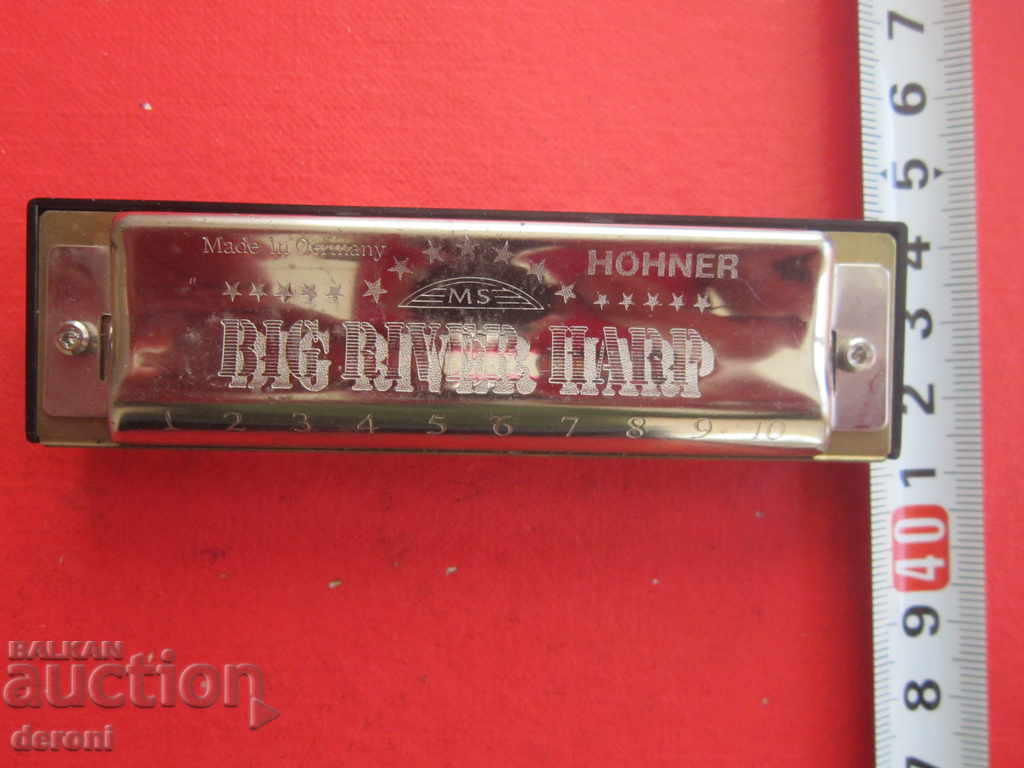 Made in Germany
HOHNER
MS
BIG RIVER HARP
1 2 3 4 5 6 7 8 9 10
7
6
5
4
3
2
1
40
9
8
7
BALKAN
auction
deroni